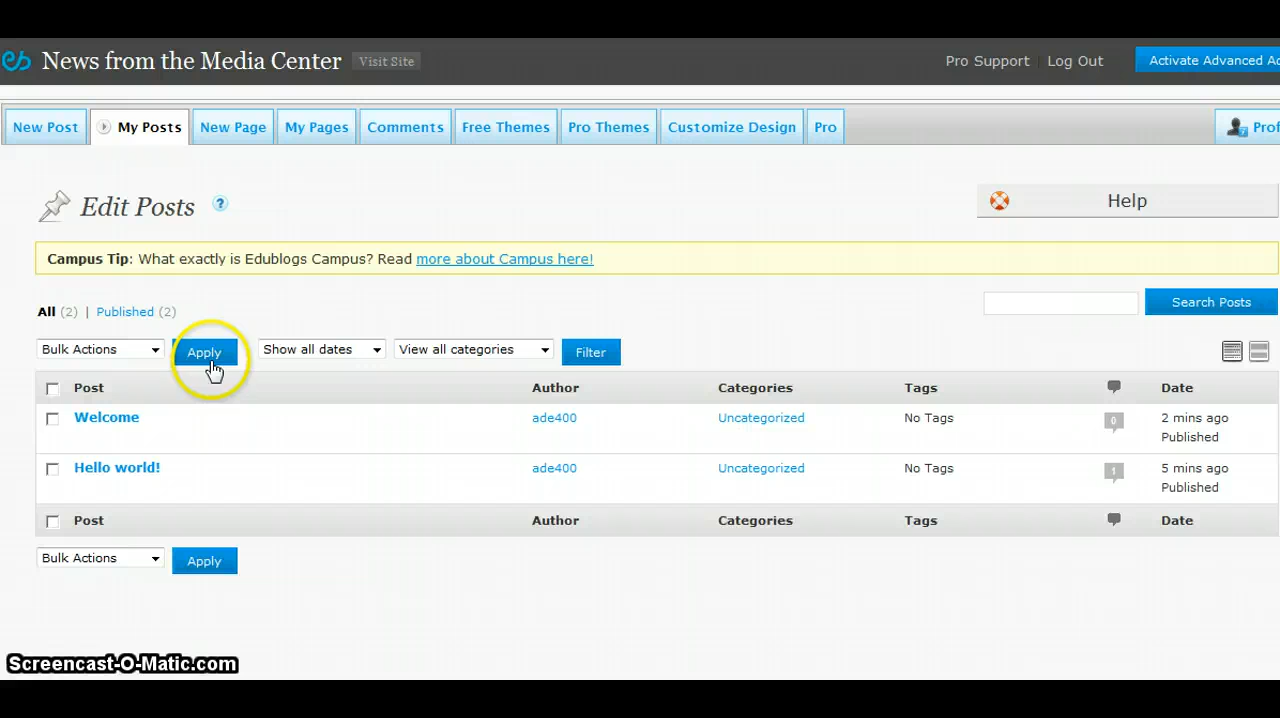 News from the Media Center Visit Site Pro Support Log Out Activate Advanced Ad
New Post My Posts New Page My Pages Comments Free Themes Pro Themes Customize Design Pro Prof
Edit Posts ? Help
Campus Tip: What exactly is Edublogs Campus? Read more about Campus here!
All (2) | Published (2) Search Posts
Bulk Actions Apply Show all dates View all categories Filter
Post Author Categories Tags Date
Welcome ade400 Uncategorized No Tags 0 2 mins ago
Published
Hello world! ade400 Uncategorized No Tags 1 5 mins ago
Published
Post Author Categories Tags Date
Bulk Actions Apply
Screencast-O-Matic.com